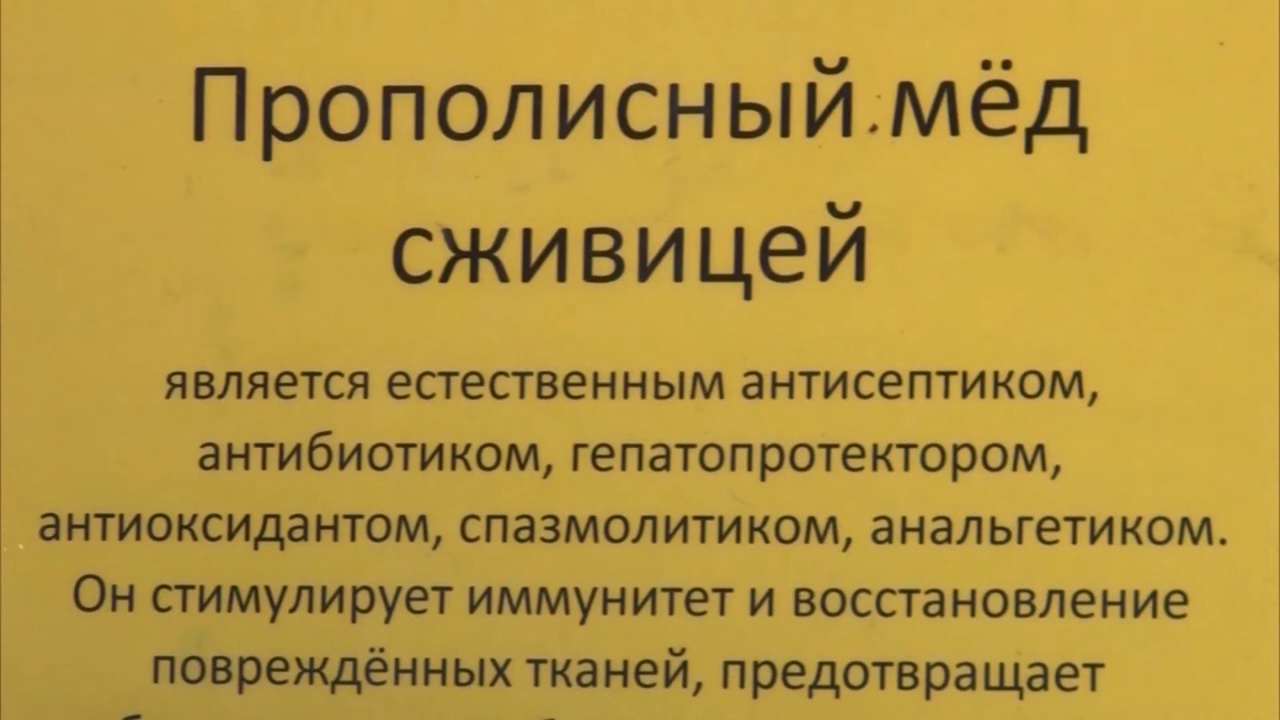 Прополисный мёд
сживицей
является естественным антисептиком,
антибиотиком, гепатопротектором,
антиоксидантом, спазмолитиком, анальгетиком.
Он стимулирует иммунитет и восстановление
повреждённых тканей, предотвращает